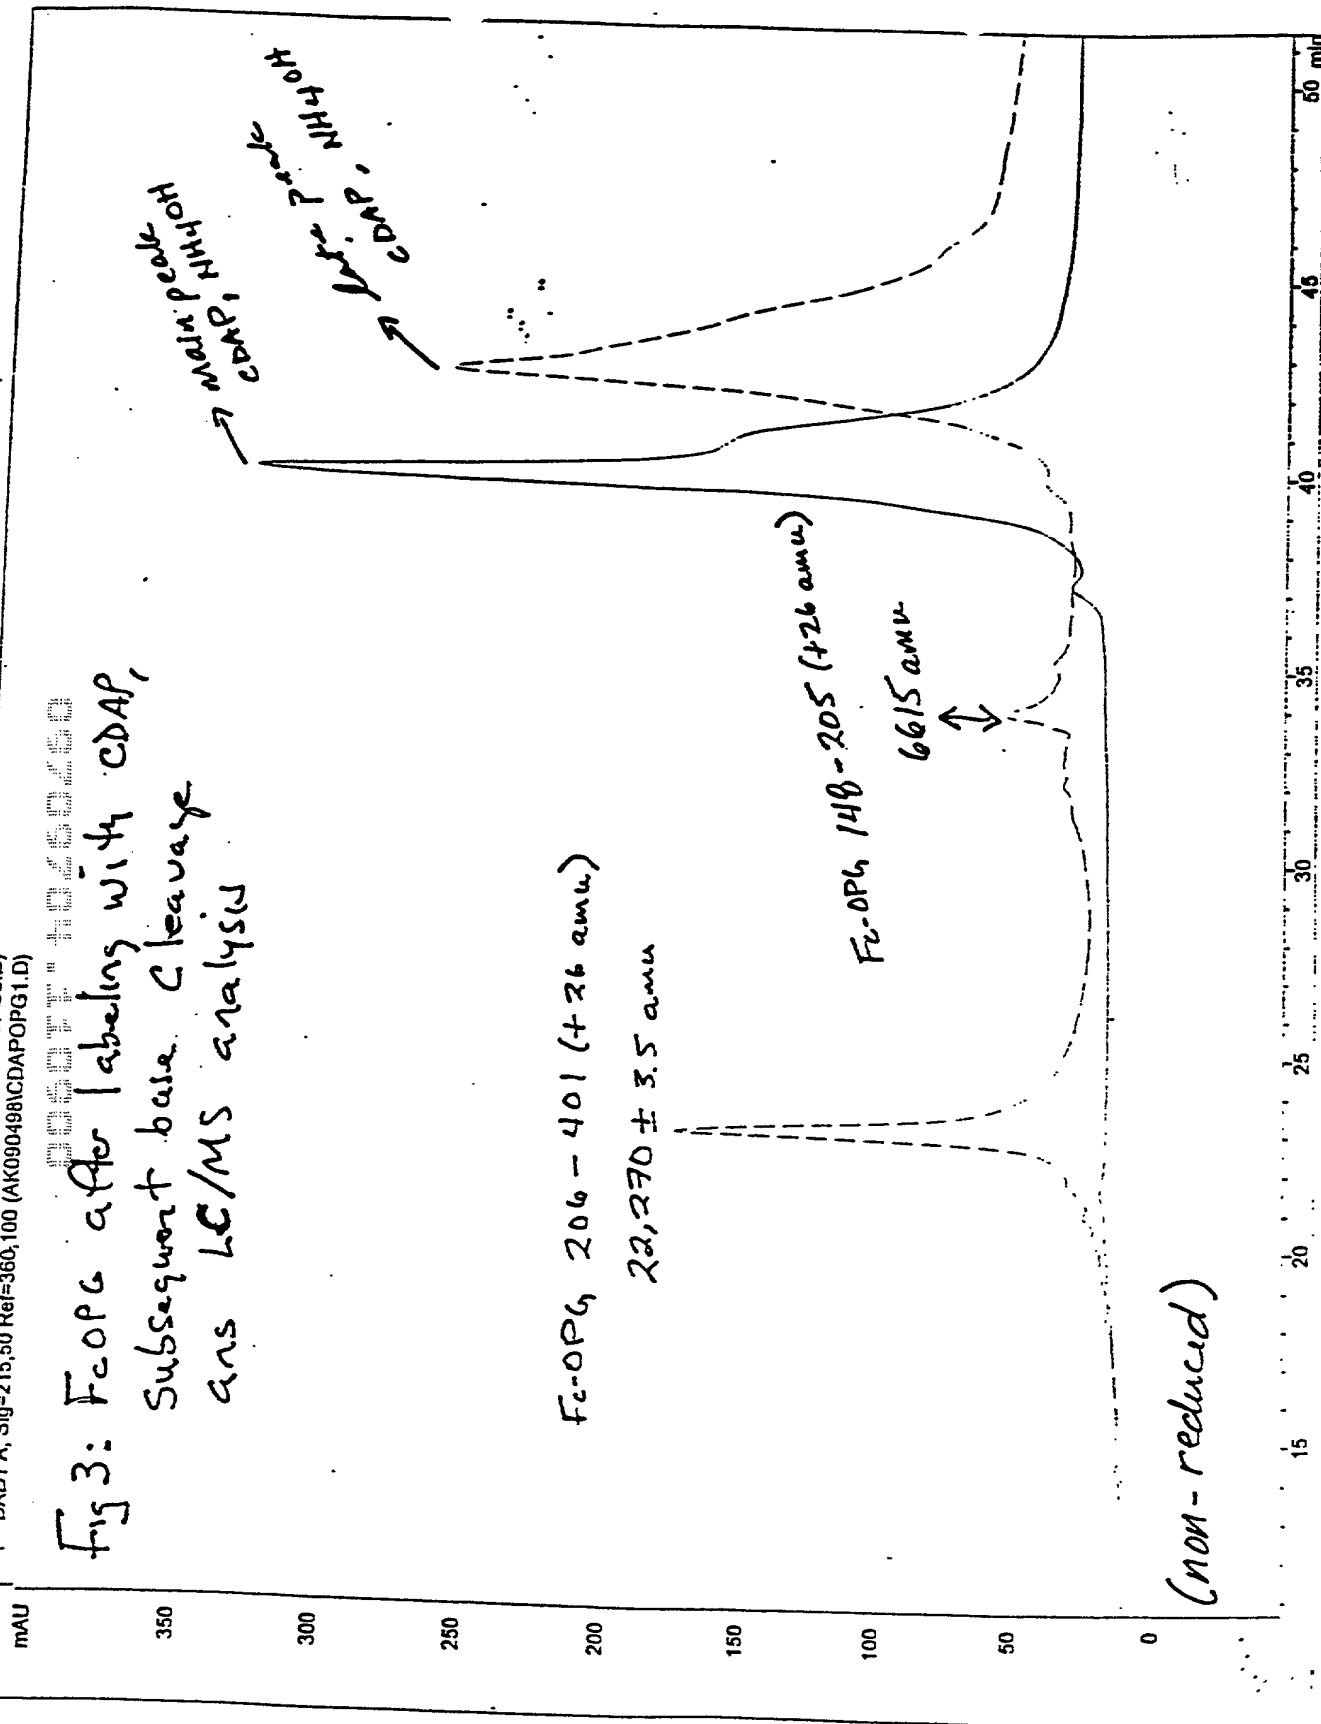 DAD1 A, Sig=215,50 Ref=360,100 (AK090498\CDAPOPG1.D)
mAU
Fig 3: FcOPG after labeling with CDAP,
Subsequent base Cleavage
ans LC/MS analysis
main peak
CDAP, NH4OH
late peak
CDAP, NH4OH
Fc-OPG 206 - 401 (+26 amu)
22,270 ± 3.5 amu
Fc-OPG 148-205 (+26 amu)
6615 amu
(non-reduced)
350
300
250
200
150
100
50
0
15
20
25
30
35
40
45
50
min